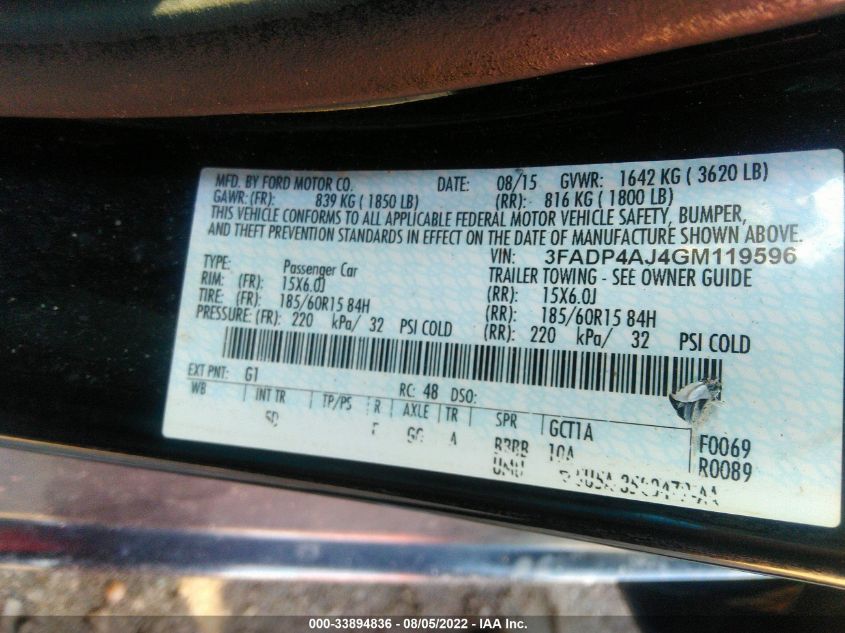 MFD. BY FORD MOTOR CO. DATE: 08/15 GVWR: 1642 KG ( 3620 LB)
GAWR: (FR): 839 KG ( 1850 LB) (RR): 816 KG ( 1800 LB)
THIS VEHICLE CONFORMS TO ALL APPLICABLE FEDERAL MOTOR VEHICLE SAFETY, BUMPER,
AND THEFT PREVENTION STANDARDS IN EFFECT ON THE DATE OF MANUFACTURE SHOWN ABOVE.
VIN: 3FADP4AJ4GM119596
TYPE: Passenger Car TRAILER TOWING - SEE OWNER GUIDE
RIM: (FR): 15X6.0J (RR): 15X6.0J
TIRE: (FR): 185/60R15 84H (RR): 185/60R15 84H
PRESSURE: (FR): 220 kPa/ 32 PSI COLD (RR): 220 kPa/ 32 PSI COLD
EXT PNT: G1 RC: 48 DSO:
WB INT TR TP/PS R AXLE TR SPR GCT1A F0069
10A R0089
000-33894836 - 08/05/2022 - IAA Inc.